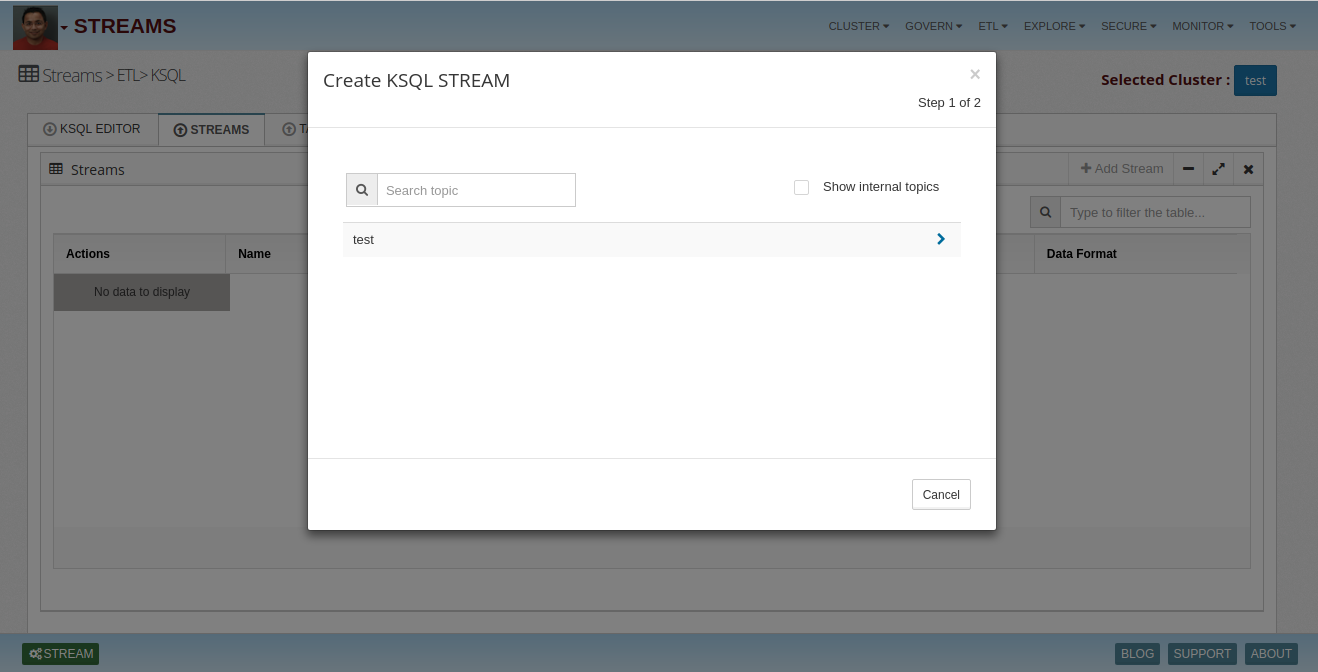 STREAMS
CLUSTER GOVERN ETL EXPLORE SECURE MONITOR TOOLS
Streams > ETL> KSQL
Selected Cluster : test
KSQL EDITOR STREAMS
Streams
Add Stream
Type to filter the table...
Actions Name Data Format
No data to display
Create KSQL STREAM
×
Step 1 of 2
Search topic
Show internal topics
test
Cancel
STREAM
BLOG SUPPORT ABOUT